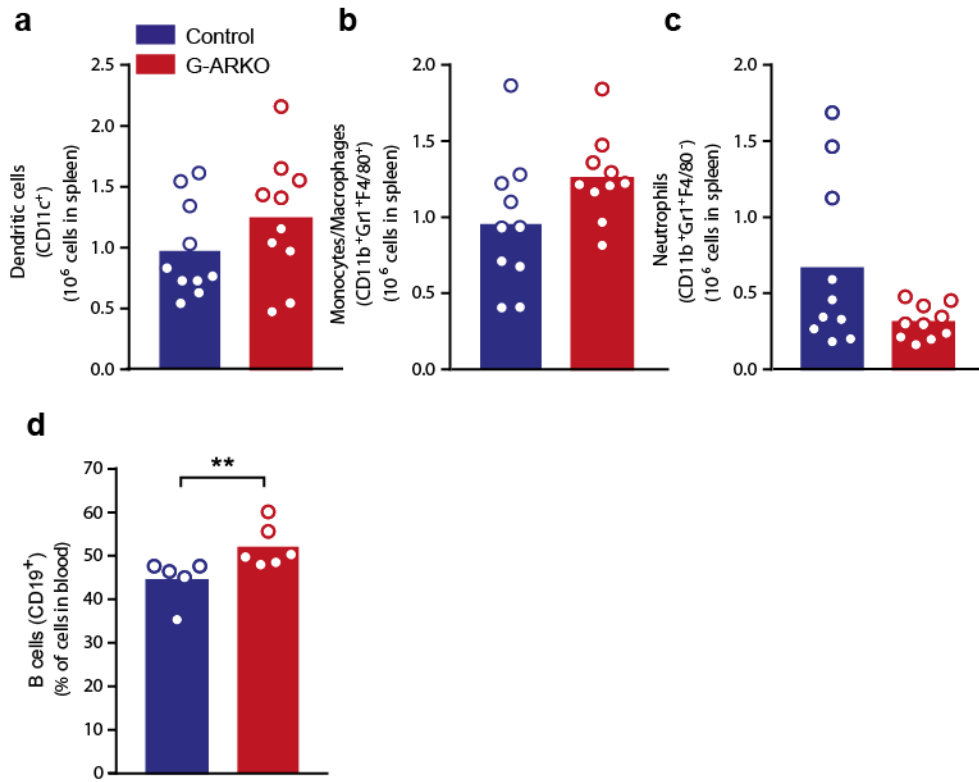 a
b
c
Control
G-ARKO
Dendritic cells
(CD11c⁺)
(10⁶ cells in spleen)
2.5
2.0
1.5
1.0
0.5
0.0
Monocytes/Macrophages
(CD11b⁺Gr1⁺F4/80⁺)
(10⁶ cells in spleen)
2.0
1.5
1.0
0.5
0.0
Neutrophils
(CD11b⁺Gr1⁺F4/80⁻)
(10⁶ cells in spleen)
2.0
1.5
1.0
0.5
0.0
d
B cells (CD19⁺)
(% of cells in blood)
70
60
50
40
30
20
10
0
**